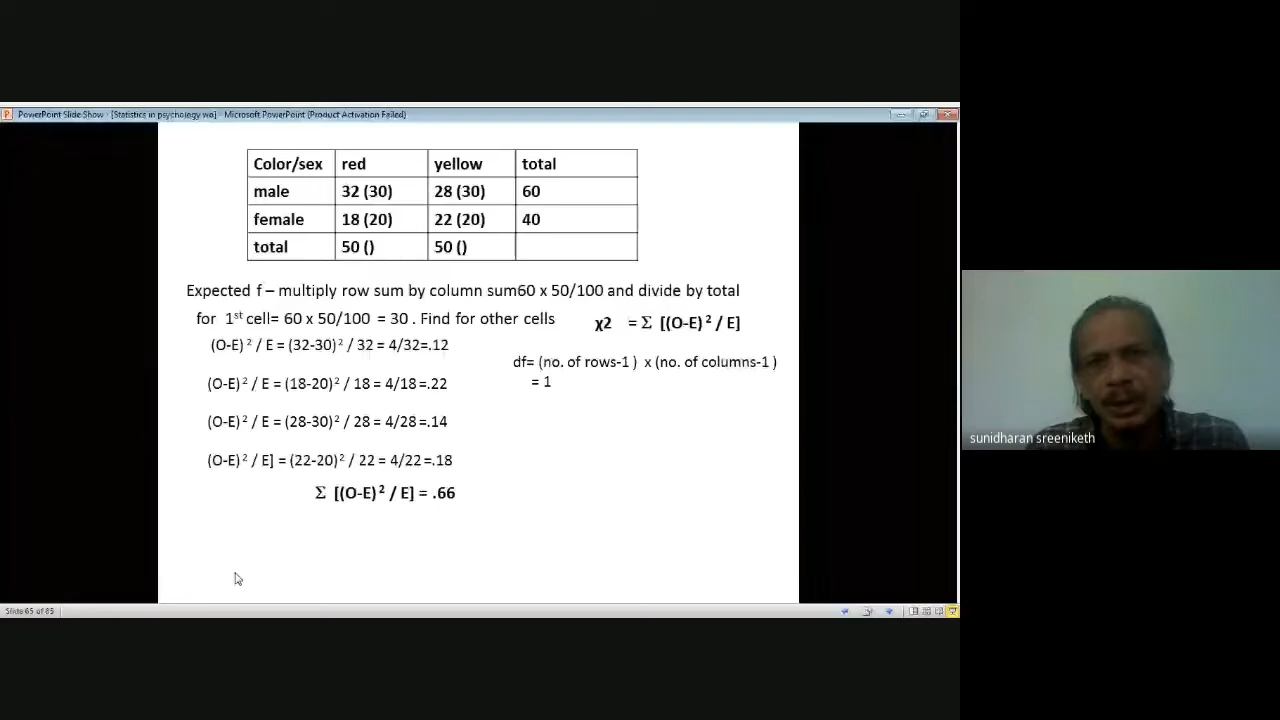 PowerPoint Slide Show - [Statistics in psychology wo] - Microsoft PowerPoint (Product Activation Failed)
Color/sex red yellow total
male 32 (30) 28 (30) 60
female 18 (20) 22 (20) 40
total 50 () 50 ()
Expected f – multiply row sum by column sum60 x 50/100 and divide by total
for 1st cell= 60 x 50/100 = 30 . Find for other cells
χ2 = Σ [(O-E) ² / E]
(O-E) ² / E = (32-30)² / 32 = 4/32=.12
df= (no. of rows-1 ) x (no. of columns-1 )
= 1
(O-E) ² / E = (18-20)² / 18 = 4/18=.22
(O-E) ² / E = (28-30)² / 28 = 4/28=.14
(O-E) ² / E] = (22-20)² / 22 = 4/22=.18
Σ [(O-E) ² / E] = .66
sunidharan sreeniketh
Slide 65 of 65